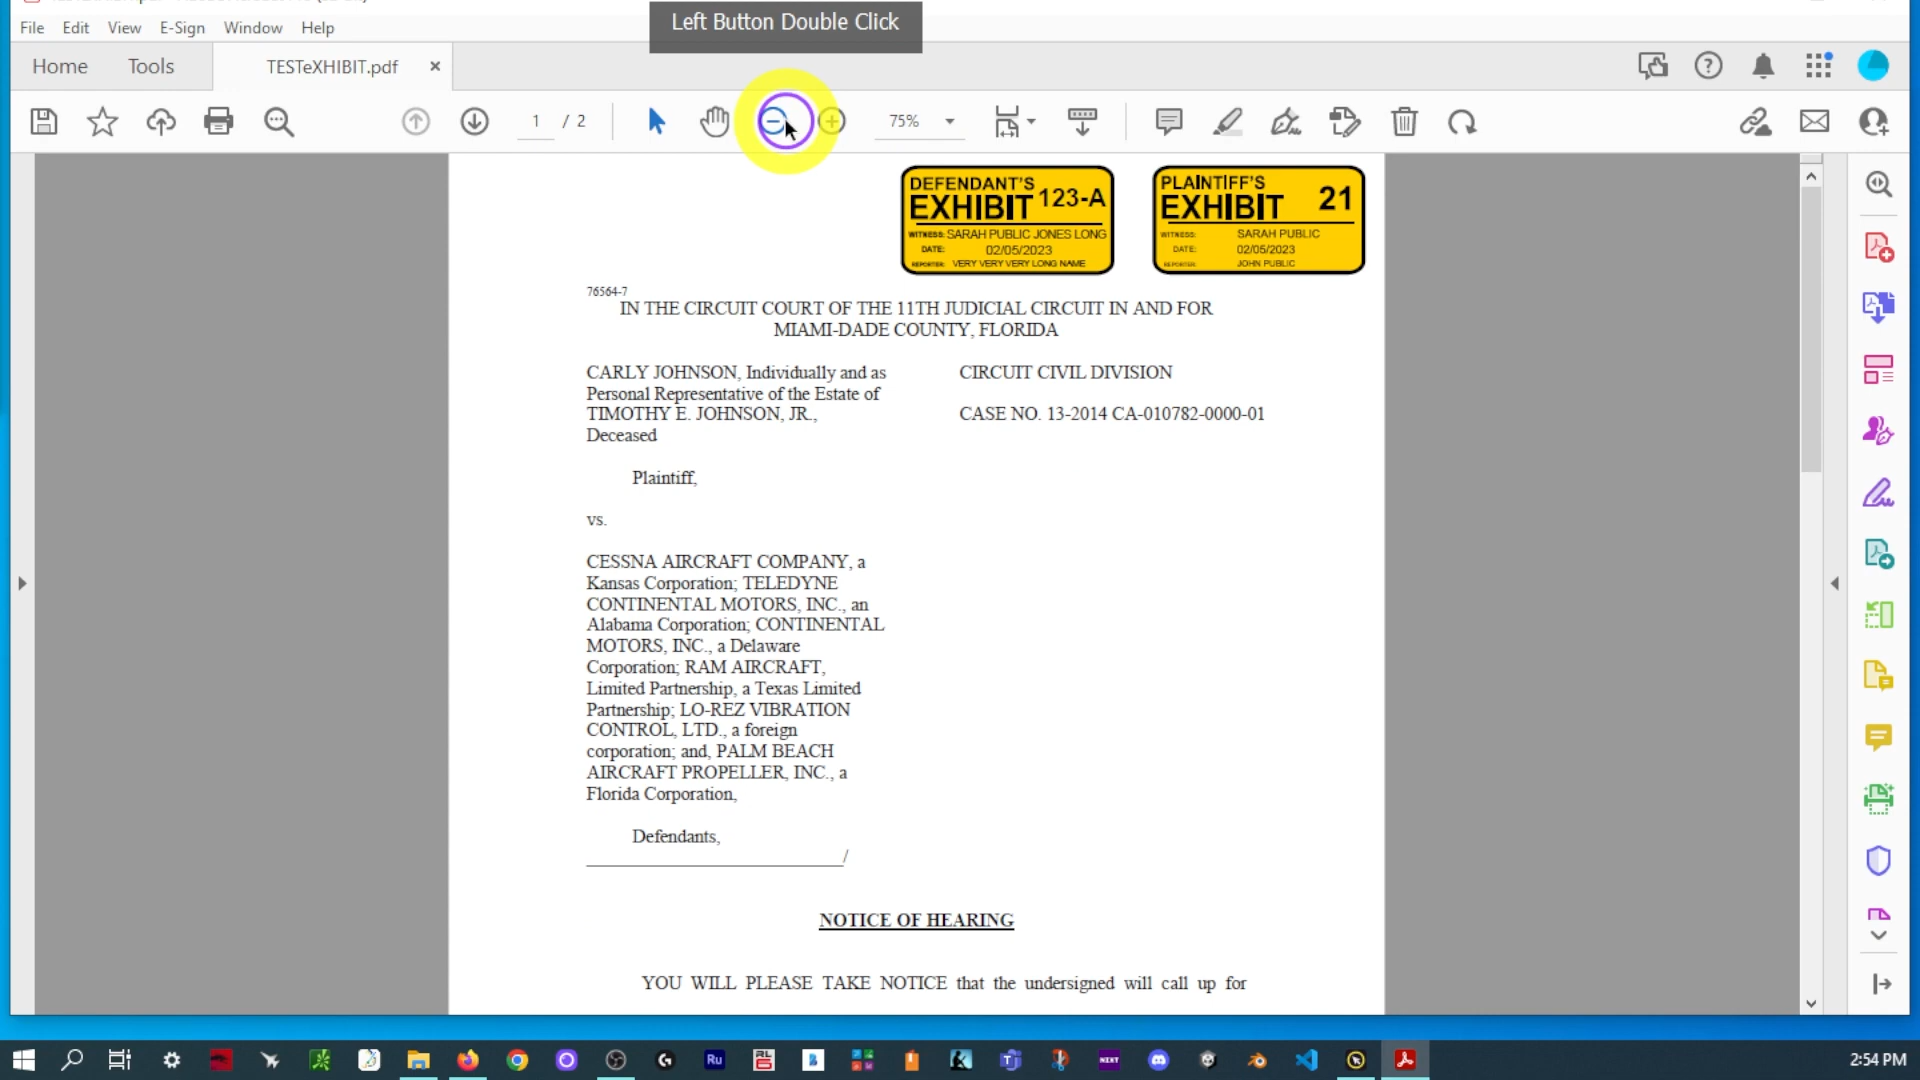 Left Button Double Click
File Edit View E-Sign Window Help
Home Tools TESTeXHIBIT.pdf ×
1 / 2 75%
DEFENDANT'S
EXHIBIT 123-A
WITNESS: SARAH PUBLIC JONES LONG
DATE: 02/05/2023
REPORTER: VERY VERY VERY LONG NAME
PLAINTIFF'S
EXHIBIT 21
WITNESS: SARAH PUBLIC
DATE: 02/05/2023
REPORTER: JOHN PUBLIC
76564-7
IN THE CIRCUIT COURT OF THE 11TH JUDICIAL CIRCUIT IN AND FOR
MIAMI-DADE COUNTY, FLORIDA
CARLY JOHNSON, Individually and as
Personal Representative of the Estate of
TIMOTHY E. JOHNSON, JR.,
Deceased
CIRCUIT CIVIL DIVISION
CASE NO. 13-2014 CA-010782-0000-01
Plaintiff,
vs.
CESSNA AIRCRAFT COMPANY, a
Kansas Corporation; TELEDYNE
CONTINENTAL MOTORS, INC., an
Alabama Corporation; CONTINENTAL
MOTORS, INC., a Delaware
Corporation; RAM AIRCRAFT,
Limited Partnership, a Texas Limited
Partnership; LO-REZ VIBRATION
CONTROL, LTD., a foreign
corporation; and, PALM BEACH
AIRCRAFT PROPELLER, INC., a
Florida Corporation,
Defendants,
/
NOTICE OF HEARING
YOU WILL PLEASE TAKE NOTICE that the undersigned will call up for
Ru
NEXT
2:54 PM